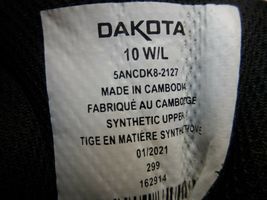 DAKOTA
10 W/L
5ANCDK8-2127
MADE IN CAMBODIA
FABRIQUÉ AU CAMBODGE
SYNTHETIC UPPER
TIGE EN MATIÈRE SYNTHÉTIQUE
01/2021
299
162914